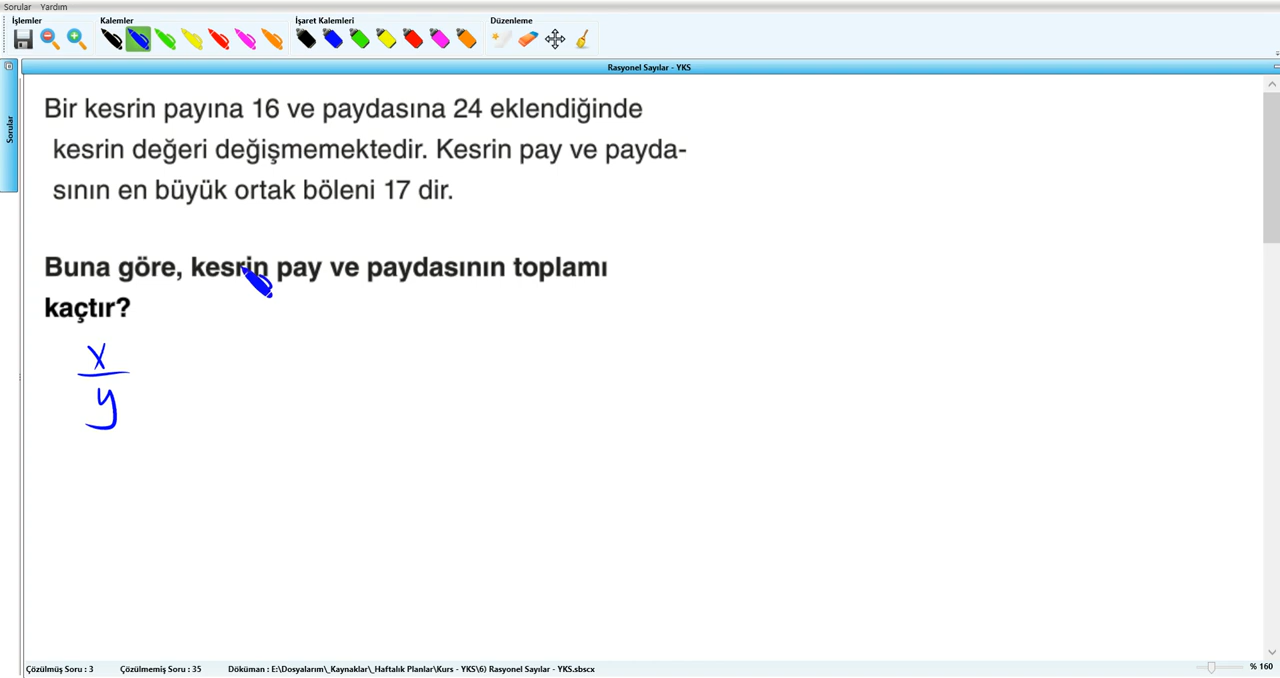 Sorular Yardım
İşlemler Kalemler İşaret Kalemleri Düzenleme
Rasyonel Sayılar - YKS
Sorular
Bir kesrin payına 16 ve paydasına 24 eklendiğinde
kesrin değeri değişmemektedir. Kesrin pay ve payda-
sının en büyük ortak böleni 17 dir.
Buna göre, kesrin pay ve paydasının toplamı
kaçtır?
x
y
Çözülmüş Soru : 3 Çözülmemiş Soru : 35 Döküman : E:\Dosyalarım\_Kaynaklar\_Haftalık Planlar\Kurs - YKS\6) Rasyonel Sayılar - YKS.sbscx % 160